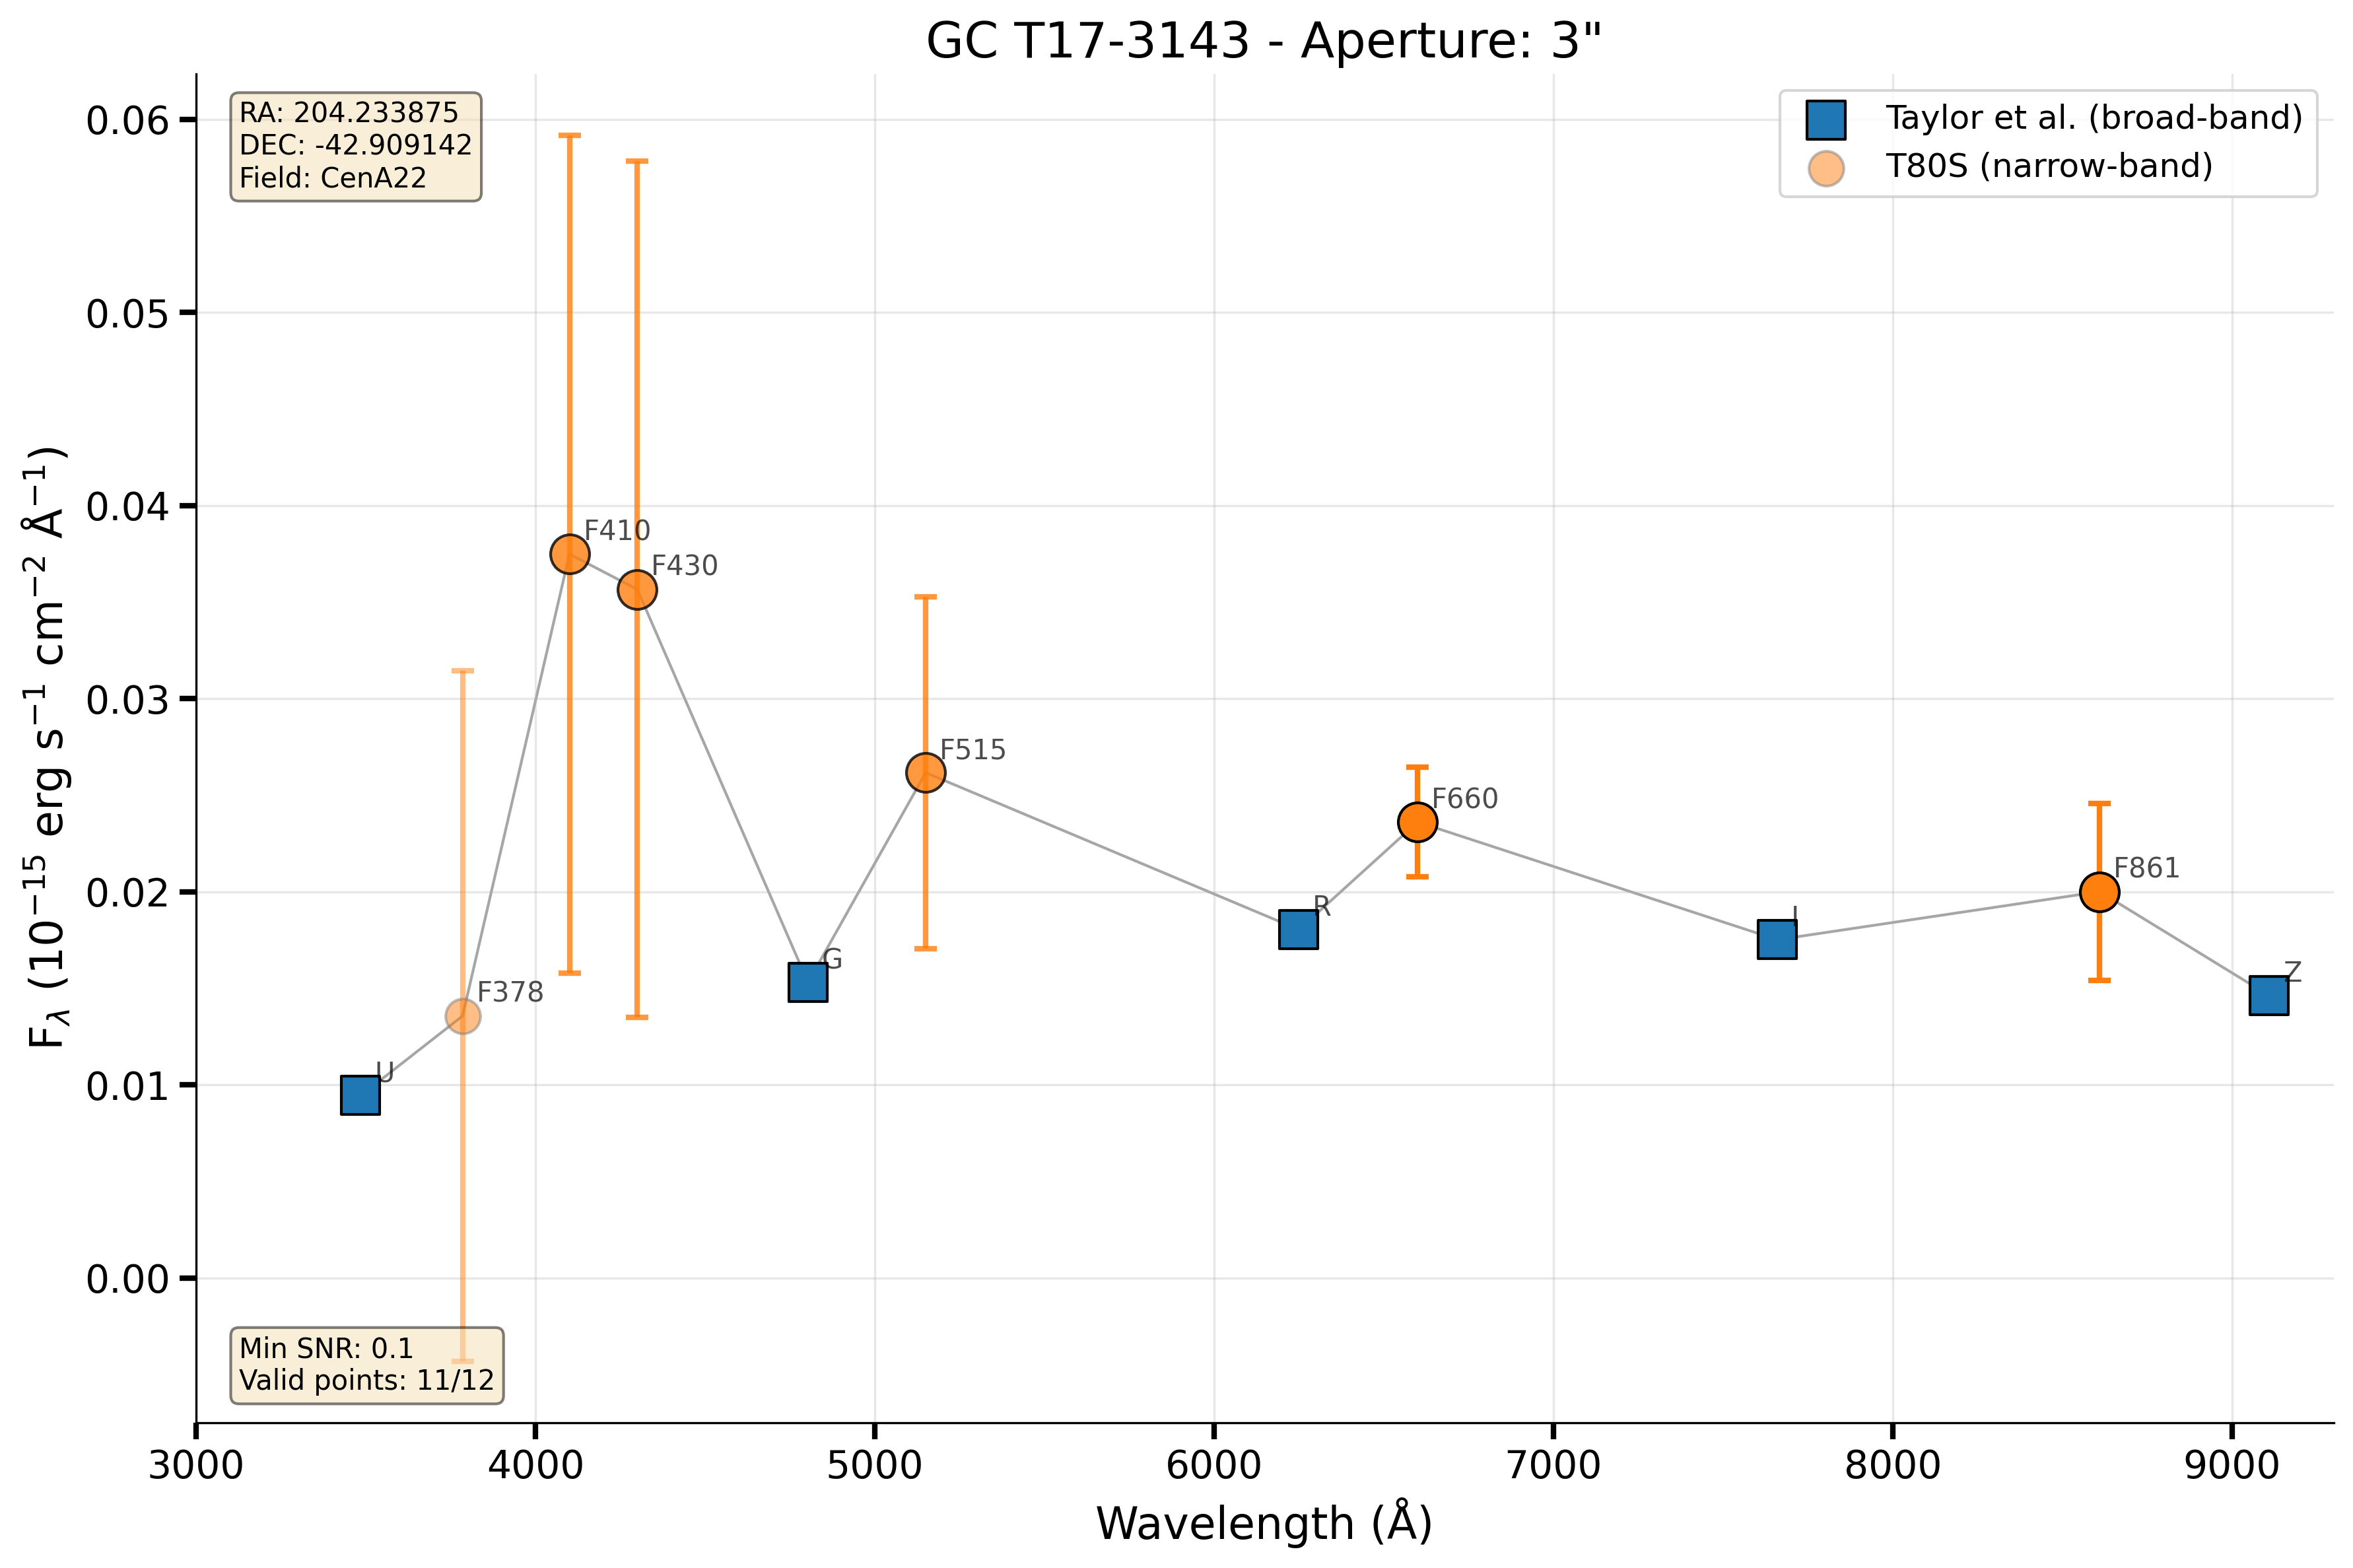 GC T17-3143 - Aperture: 3"
RA: 204.233875
DEC: -42.909142
Field: CenA22
Taylor et al. (broad-band)
T80S (narrow-band)
F_λ (10⁻¹⁵ erg s⁻¹ cm⁻² Å⁻¹)
0.06
0.05
0.04
0.03
0.02
0.01
0.00
U
F378
F410
F430
G
F515
R
F660
I
F861
Z
Min SNR: 0.1
Valid points: 11/12
3000 4000 5000 6000 7000 8000 9000
Wavelength (Å)